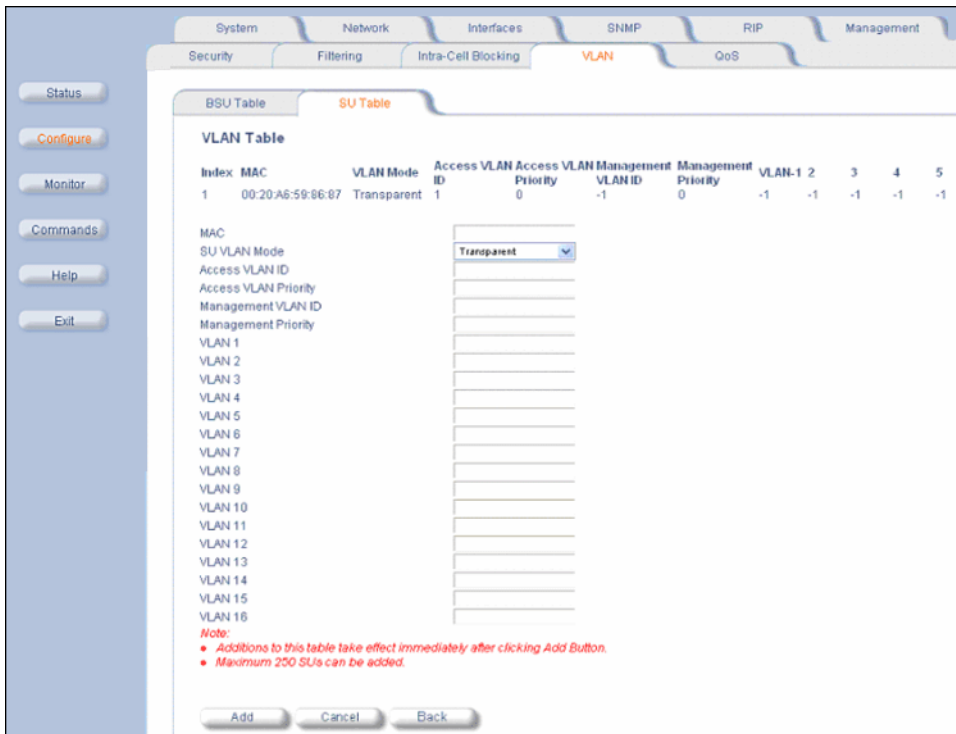 System Network Interfaces SNMP RIP Management
Security Filtering Intra-Cell Blocking VLAN QoS
Status
Configure
Monitor
Commands
Help
Exit
BSU Table SU Table
VLAN Table
Index MAC VLAN Mode Access VLAN ID Access VLAN Priority Management VLAN ID Management Priority VLAN-1 2 3 4 5
1 00:20:A6:59:86:87 Transparent 1 0 -1 0 -1 -1 -1 -1 -1
MAC
SU VLAN Mode Transparent
Access VLAN ID
Access VLAN Priority
Management VLAN ID
Management Priority
VLAN 1
VLAN 2
VLAN 3
VLAN 4
VLAN 5
VLAN 6
VLAN 7
VLAN 8
VLAN 9
VLAN 10
VLAN 11
VLAN 12
VLAN 13
VLAN 14
VLAN 15
VLAN 16
Note:
• Additions to this table take effect immediately after clicking Add Button.
• Maximum 250 SUs can be added.
Add Cancel Back